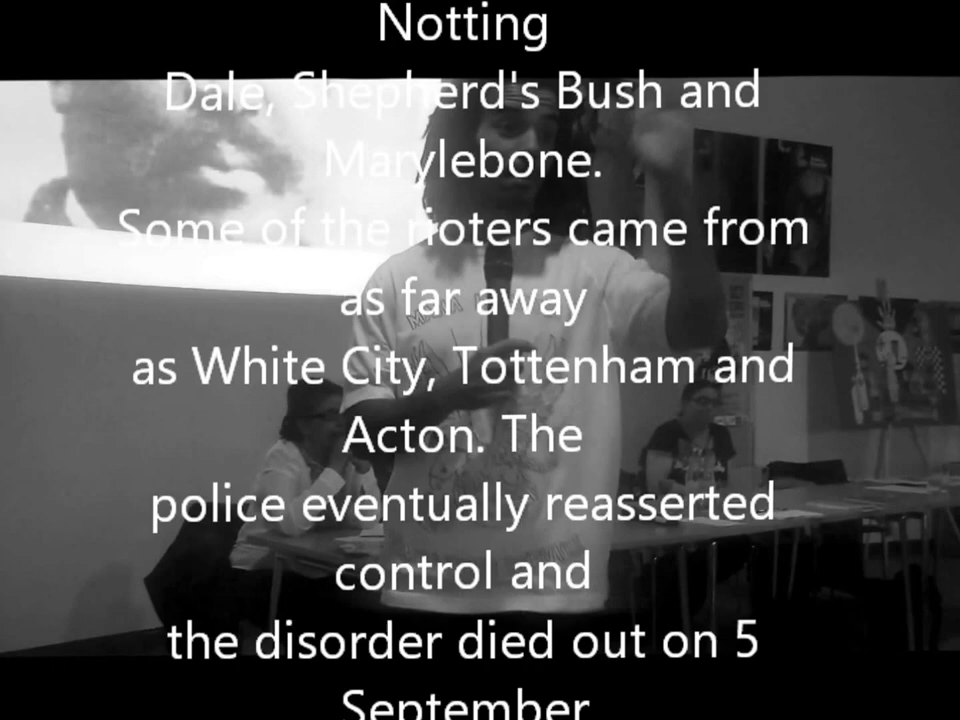 Notting
Dale, Shepherd's Bush and
Marylebone.
Some of the rioters came from
as far away
as White City, Tottenham and
Acton. The
police eventually reasserted
control and
the disorder died out on 5
September